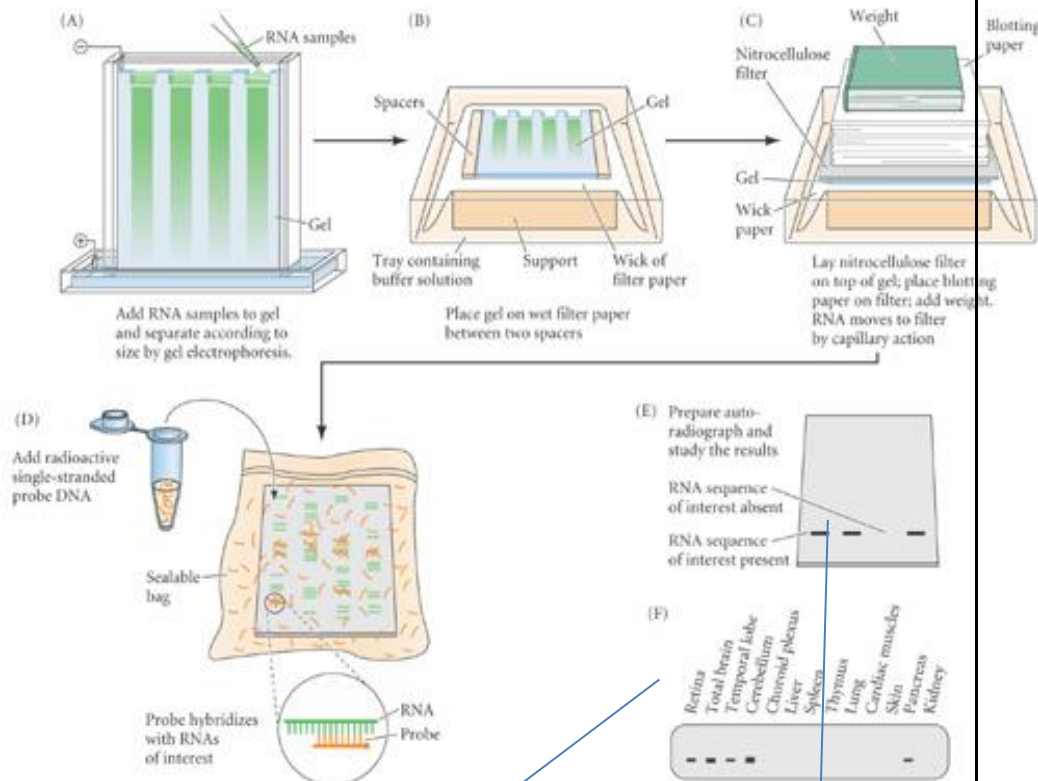 (A)
RNA samples
Gel
Add RNA samples to gel
and separate according to
size by gel electrophoresis.
(B)
Spacers
Gel
Tray containing
buffer solution
Support
Wick of
filter paper
Place gel on wet filter paper
between two spacers
(C)
Weight
Blotting
paper
Nitrocellulose
filter
Gel
Wick
paper
Lay nitrocellulose filter
on top of gel; place blotting
paper on filter; add weight.
RNA moves to filter
by capillary action
(D)
Add radioactive
single-stranded
probe DNA
Sealable
bag
Probe hybridizes
with RNAs
of interest
RNA
Probe
(E)
Prepare auto-
radiograph and
study the results
RNA sequence
of interest absent
RNA sequence
of interest present
(F)
Retina
Total brain
Temporal lobe
Cerebellum
Choroid plexus
Liver
Spleen
Thymus
Lung
Cardiac muscles
Skin
Pancreas
Kidney